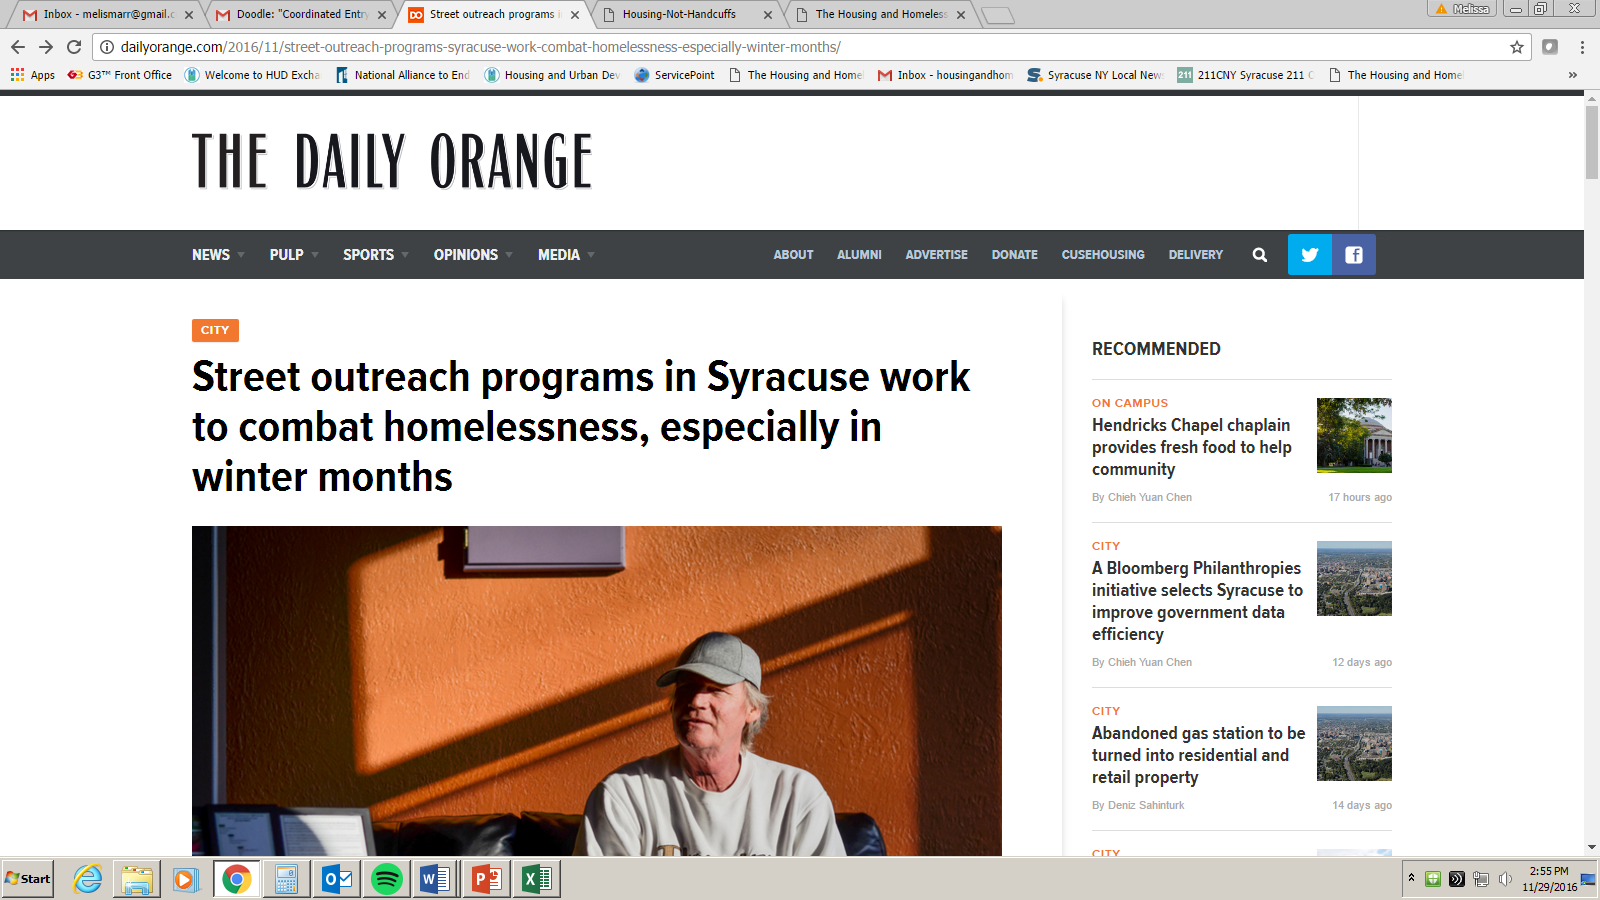 Inbox - melismarr@gmail.c
Doodle: "Coordinated Entry
Street outreach programs i
Housing-Not-Handcuffs
The Housing and Homeless
Melissa
dailyorange.com/2016/11/street-outreach-programs-syracuse-work-combat-homelessness-especially-winter-months/
Apps
G3™ Front Office
Welcome to HUD Excha
National Alliance to End
Housing and Urban Dev
ServicePoint
The Housing and Homel
Inbox - housingandhom
Syracuse NY Local News
211
211CNY Syracuse 211 C
The Housing and Homel
THE DAILY ORANGE
NEWS PULP SPORTS OPINIONS MEDIA ABOUT ALUMNI ADVERTISE DONATE CUSEHOUSING DELIVERY
CITY
Street outreach programs in Syracuse work
to combat homelessness, especially in
winter months
RECOMMENDED
ON CAMPUS
Hendricks Chapel chaplain
provides fresh food to help
community
By Chieh Yuan Chen 17 hours ago
CITY
A Bloomberg Philanthropies
initiative selects Syracuse to
improve government data
efficiency
By Chieh Yuan Chen 12 days ago
CITY
Abandoned gas station to be
turned into residential and
retail property
By Deniz Sahinturk 14 days ago
CITY
Start
2:55 PM
11/29/2016